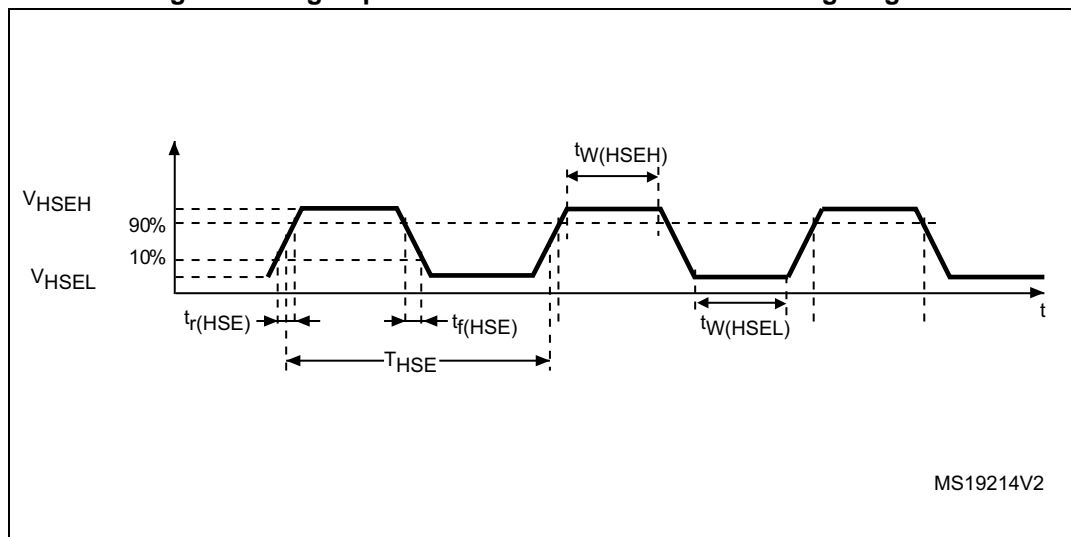 tW(HSEH)
VHSEH
90%
10%
VHSEL
tr(HSE)
tf(HSE)
tW(HSEL)
t
THSE
MS19214V2